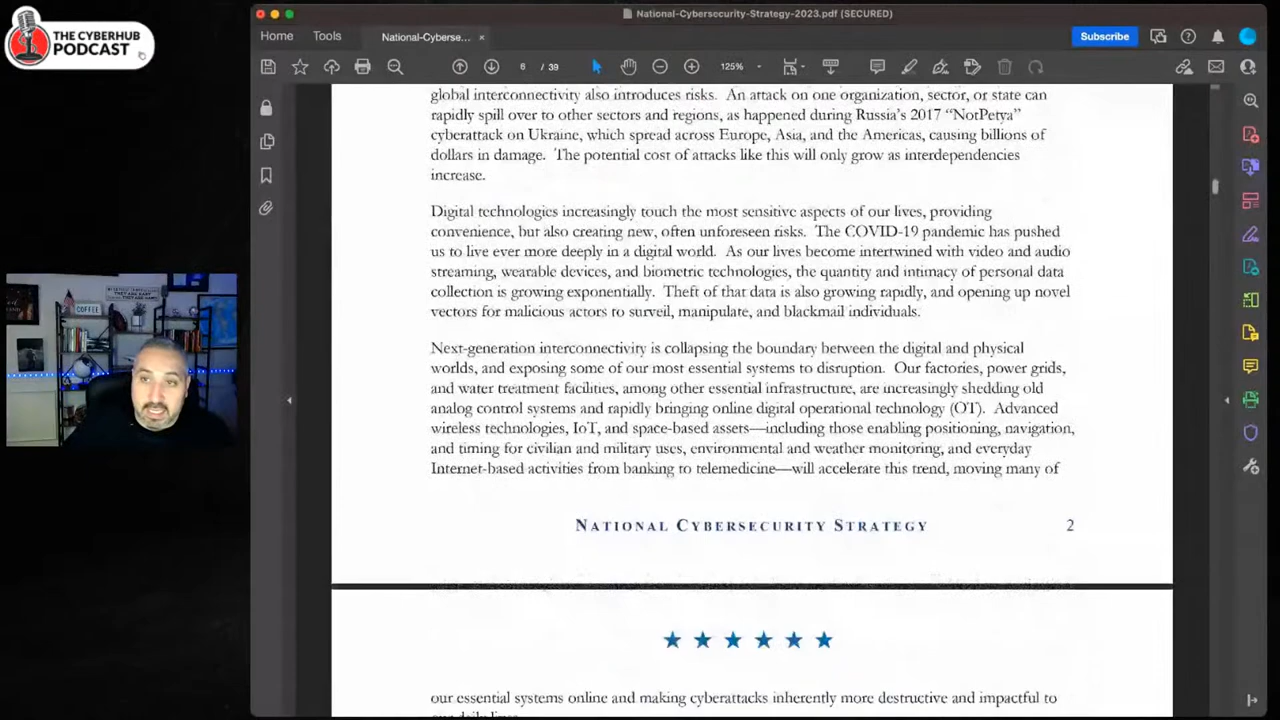 THE CYBERHUB
PODCAST
National-Cybersecurity-Strategy-2023.pdf (SECURED)
Home
Tools
National-Cyberse...
Subscribe
6 / 39
125%
global interconnectivity also introduces risks. An attack on one organization, sector, or state can
rapidly spill over to other sectors and regions, as happened during Russia's 2017 “NotPetya”
cyberattack on Ukraine, which spread across Europe, Asia, and the Americas, causing billions of
dollars in damage. The potential cost of attacks like this will only grow as interdependencies
increase.
Digital technologies increasingly touch the most sensitive aspects of our lives, providing
convenience, but also creating new, often unforeseen risks. The COVID-19 pandemic has pushed
us to live ever more deeply in a digital world. As our lives become intertwined with video and audio
streaming, wearable devices, and biometric technologies, the quantity and intimacy of personal data
collection is growing exponentially. Theft of that data is also growing rapidly, and opening up novel
vectors for malicious actors to surveil, manipulate, and blackmail individuals.
Next-generation interconnectivity is collapsing the boundary between the digital and physical
worlds, and exposing some of our most essential systems to disruption. Our factories, power grids,
and water treatment facilities, among other essential infrastructure, are increasingly shedding old
analog control systems and rapidly bringing online digital operational technology (OT). Advanced
wireless technologies, IoT, and space-based assets—including those enabling positioning, navigation,
and timing for civilian and military uses, environmental and weather monitoring, and everyday
Internet-based activities from banking to telemedicine—will accelerate this trend, moving many of
NATIONAL CYBERSECURITY STRATEGY 2
our essential systems online and making cyberattacks inherently more destructive and impactful to
our daily lives.
COFFEE